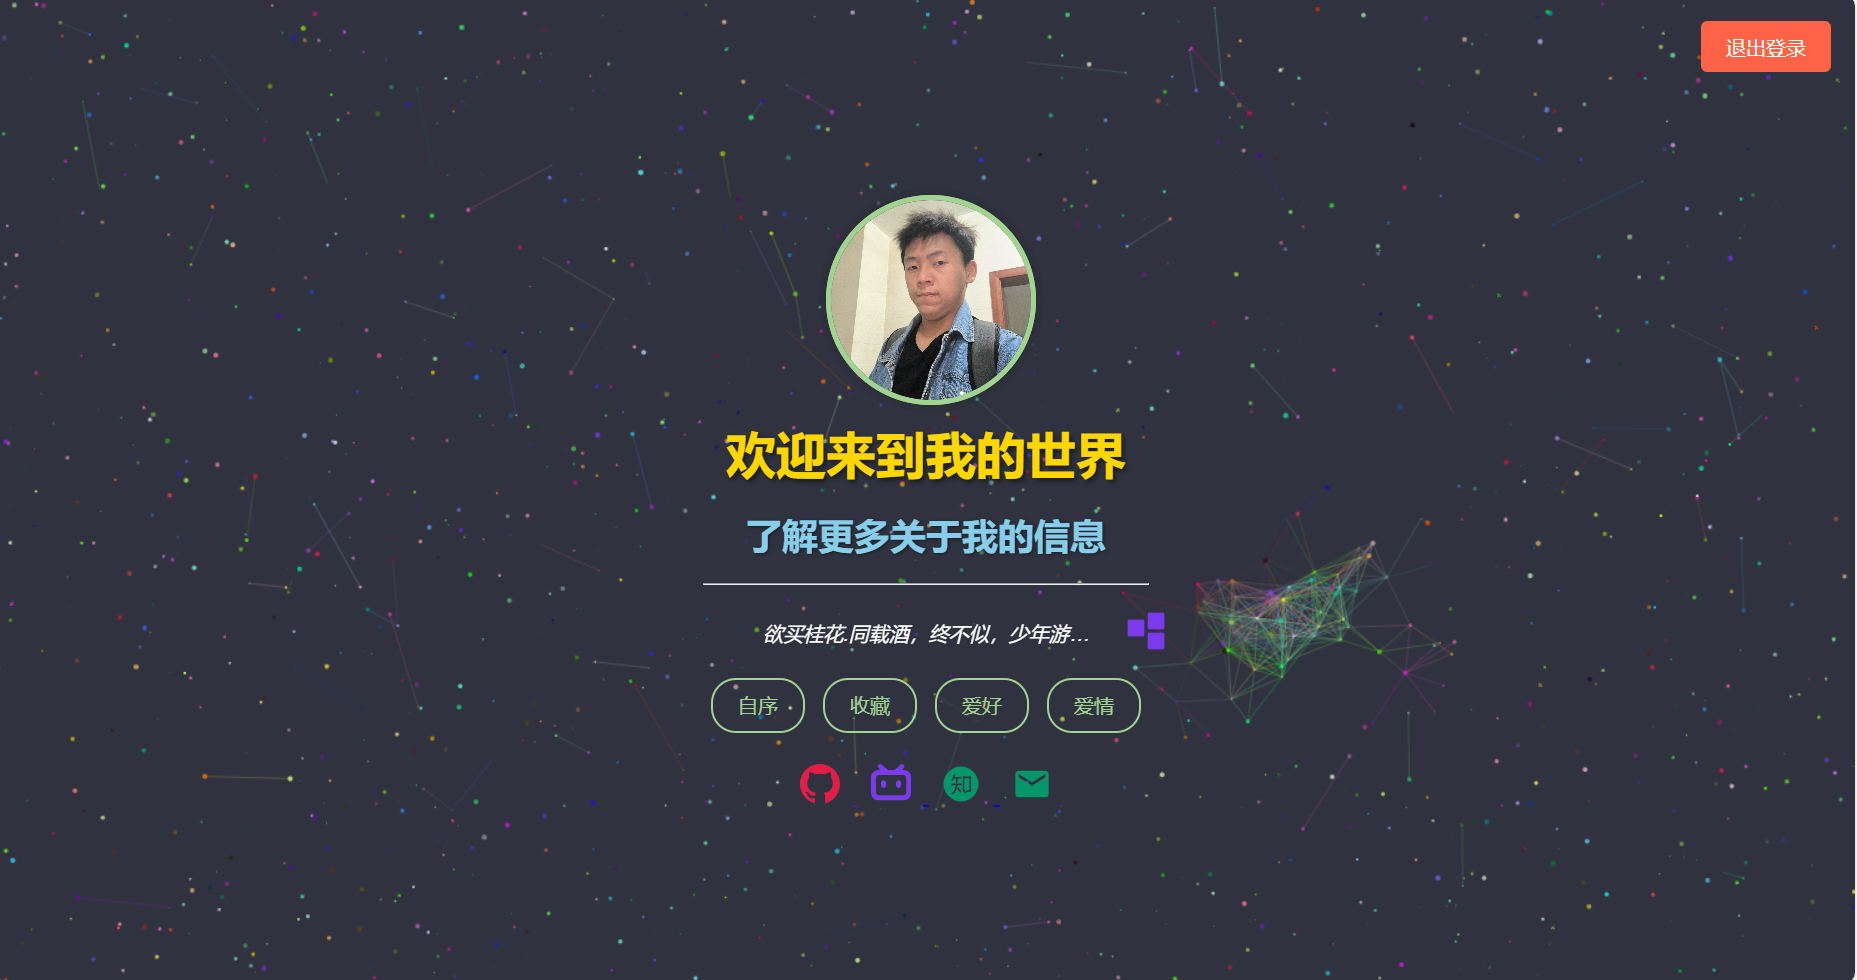 退出登录
欢迎来到我的世界
了解更多关于我的信息
欲买桂花.同载酒，终不似，少年游...
自序 收藏 爱好 爱情
知